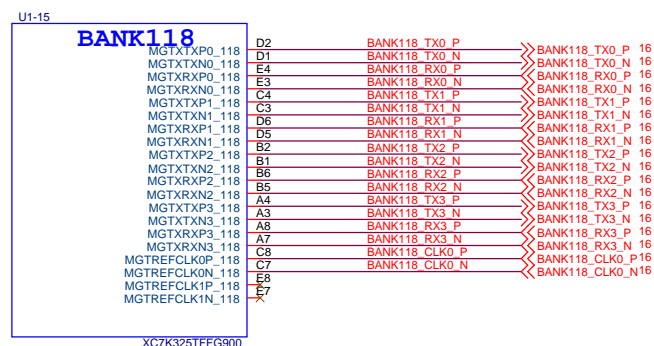 U1-15
BANK118
MGTXTXP0_118 D2 BANK118_TX0_P BANK118_TX0_P 16
MGTXTXN0_118 D1 BANK118_TX0_N BANK118_TX0_N 16
MGTXRXP0_118 E4 BANK118_RX0_P BANK118_RX0_P 16
MGTXRXN0_118 E3 BANK118_RX0_N BANK118_RX0_N 16
MGTXTXP1_118 C4 BANK118_TX1_P BANK118_TX1_P 16
MGTXTXN1_118 C3 BANK118_TX1_N BANK118_TX1_N 16
MGTXRXP1_118 D6 BANK118_RX1_P BANK118_RX1_P 16
MGTXRXN1_118 D5 BANK118_RX1_N BANK118_RX1_N 16
MGTXTXP2_118 B2 BANK118_TX2_P BANK118_TX2_P 16
MGTXTXN2_118 B1 BANK118_TX2_N BANK118_TX2_N 16
MGTXRXP2_118 B6 BANK118_RX2_P BANK118_RX2_P 16
MGTXRXN2_118 B5 BANK118_RX2_N BANK118_RX2_N 16
MGTXTXP3_118 A4 BANK118_TX3_P BANK118_TX3_P 16
MGTXTXN3_118 A3 BANK118_TX3_N BANK118_TX3_N 16
MGTXRXP3_118 A8 BANK118_RX3_P BANK118_RX3_P 16
MGTXRXN3_118 A7 BANK118_RX3_N BANK118_RX3_N 16
MGTREFCLK0P_118 C8 BANK118_CLK0_P BANK118_CLK0_P 16
MGTREFCLK0N_118 C7 BANK118_CLK0_N BANK118_CLK0_N 16
MGTREFCLK1P_118 E8
MGTREFCLK1N_118 E7
XC7K325TFFG900